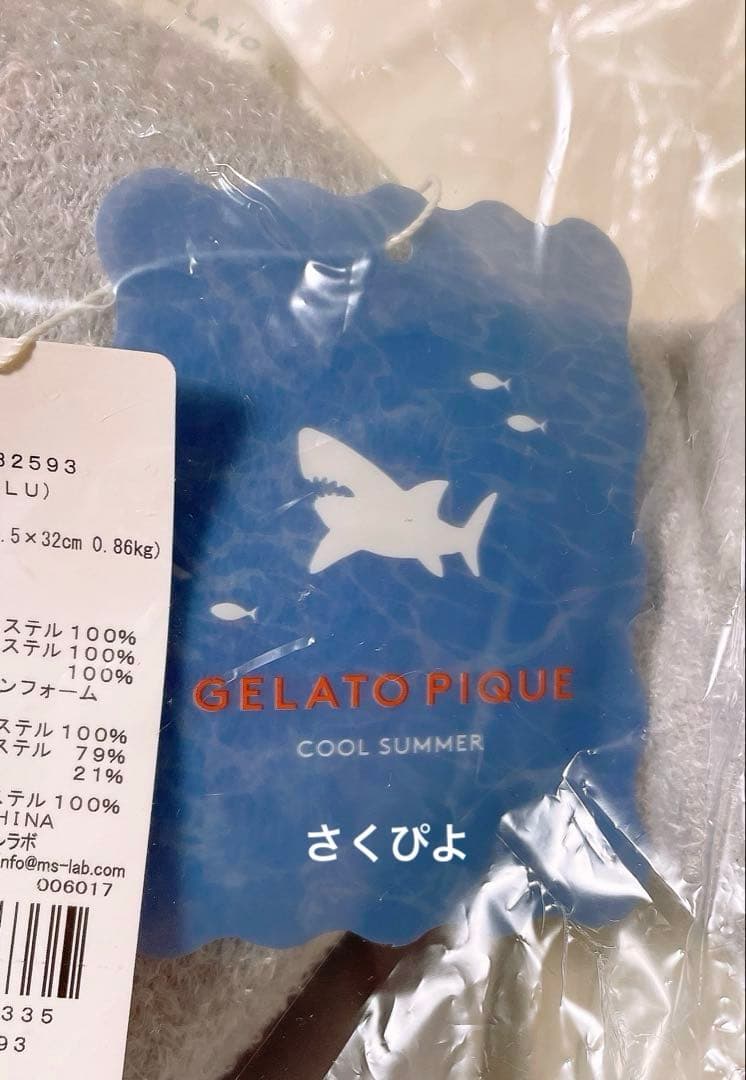 GELATO
32593
LU)
.5×32cm 0.86kg)
ステル100%
ステル100%
100%
ンフォーム
ステル100%
ステル 79%
21%
ステル100%
HINA
ラボ
nfo@ms-lab.com
006017
335
93
GELATO PIQUE
COOL SUMMER
さくぴよ